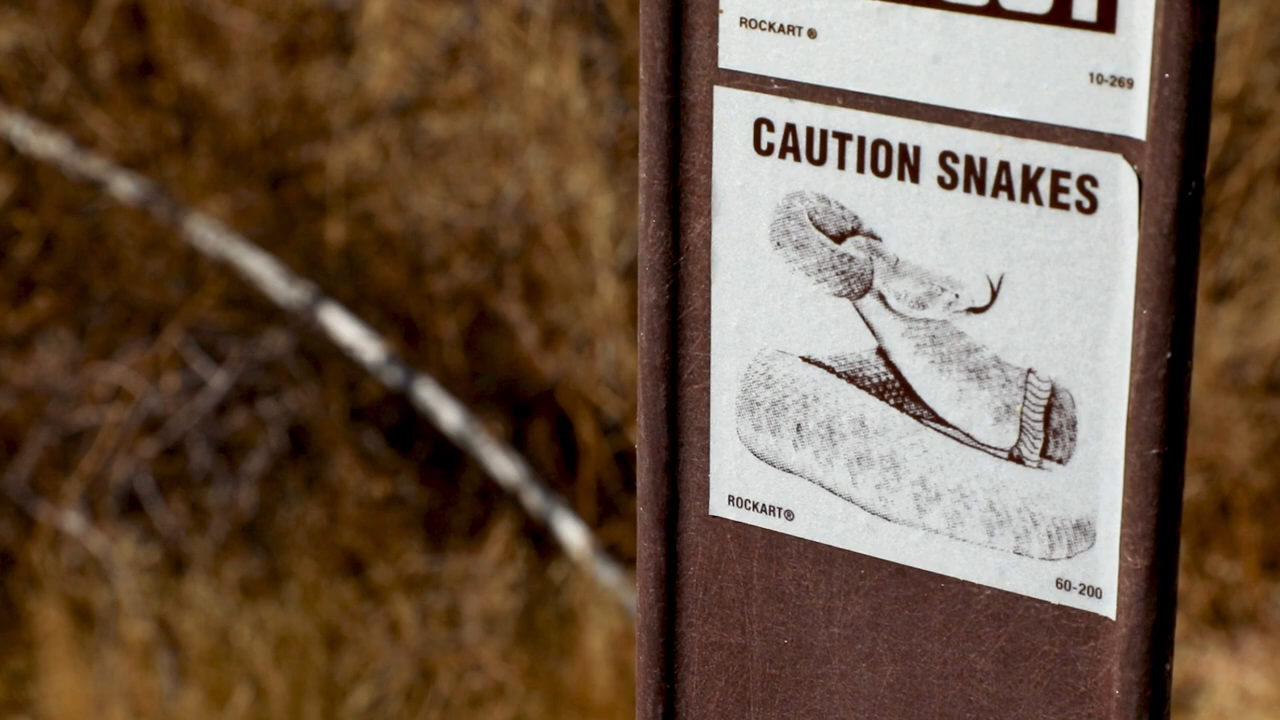 ROCKART ®
10-269
CAUTION SNAKES
ROCKART®
60-200